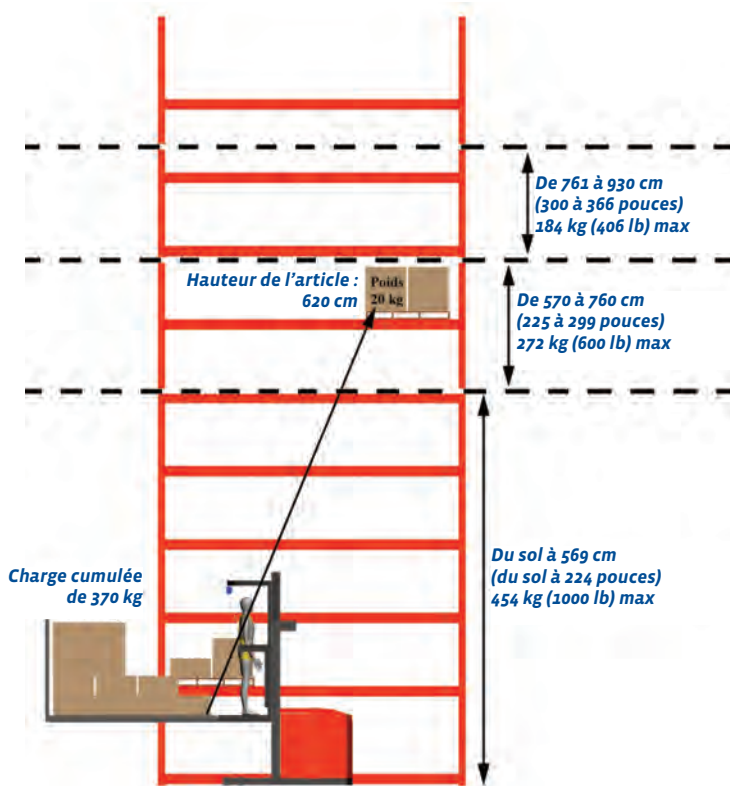 De 761 à 930 cm
(300 à 366 pouces)
184 kg (406 lb) max
Hauteur de l'article :
620 cm
Poids
20 kg
De 570 à 760 cm
(225 à 299 pouces)
272 kg (600 lb) max
Charge cumulée
de 370 kg
Du sol à 569 cm
(du sol à 224 pouces)
454 kg (1000 lb) max